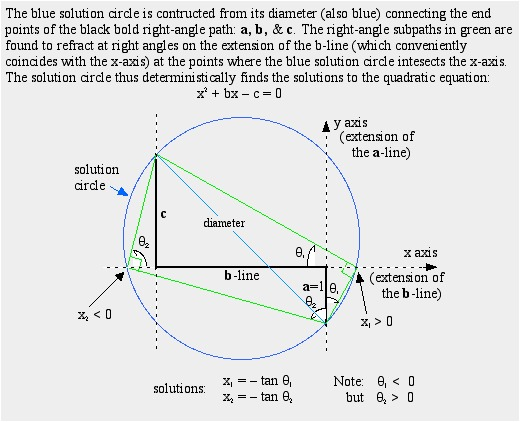 The blue solution circle is contructed from its diameter (also blue) connecting the end
points of the black bold right-angle path: a, b, & c. The right-angle subpaths in green are
found to refract at right angles on the extension of the b-line (which conveniently
coincides with the x-axis) at the points where the blue solution circle intesects the x-axis.
The solution circle thus deterministically finds the solutions to the quadratic equation:
x² + bx – c = 0
y axis
(extension of
the a-line)
solution
circle
c
diameter
θ₂
θ₁
x axis
b-line
(extension of
the b-line)
a=1
θ₁
θ₂
x₂ < 0
x₁ > 0
solutions:
x₁ = – tan θ₁
x₂ = – tan θ₂
Note: θ₁ < 0
but θ₂ > 0